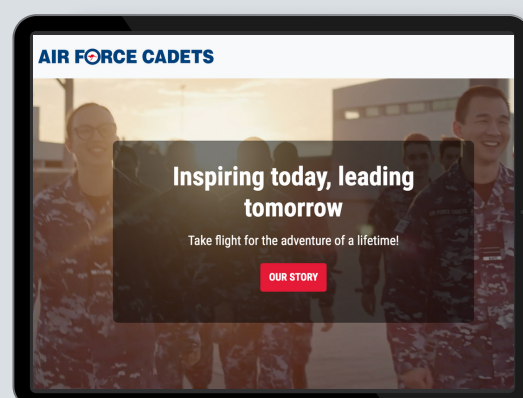 AIR FORCE CADETS
Inspiring today, leading
tomorrow
Take flight for the adventure of a lifetime!
OUR STORY